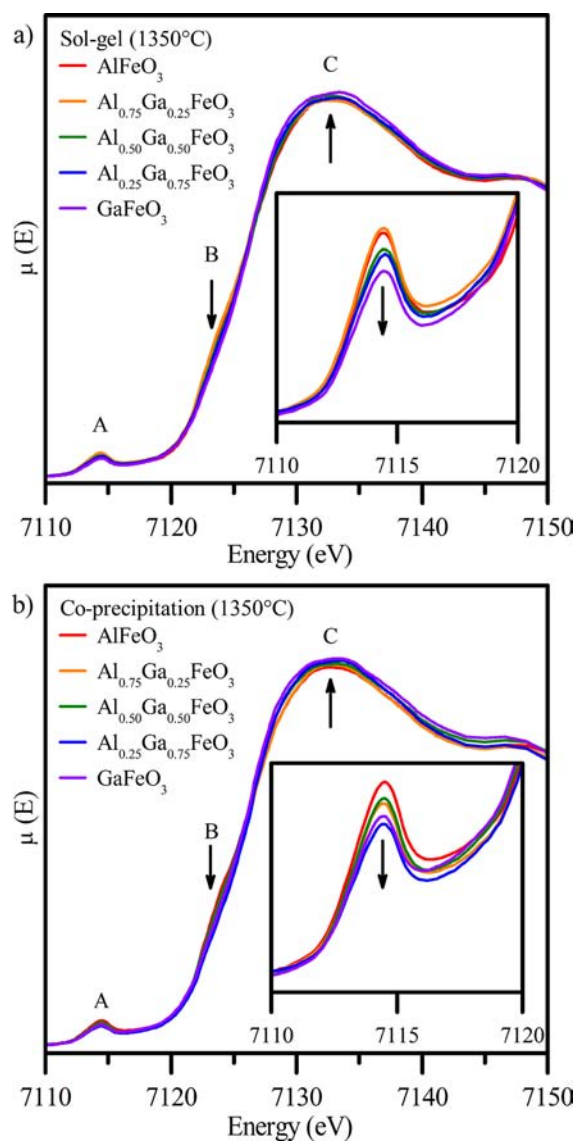 a) Sol-gel (1350°C)
AlFeO₃
Al₀.₇₅Ga₀.₂₅FeO₃
Al₀.₅₀Ga₀.₅₀FeO₃
Al₀.₂₅Ga₀.₇₅FeO₃
GaFeO₃
C
B
A
μ (E)
7110 7115 7120
7110 7120 7130 7140 7150
Energy (eV)
b) Co-precipitation (1350°C)
AlFeO₃
Al₀.₇₅Ga₀.₂₅FeO₃
Al₀.₅₀Ga₀.₅₀FeO₃
Al₀.₂₅Ga₀.₇₅FeO₃
GaFeO₃
C
B
A
μ (E)
7110 7115 7120
7110 7120 7130 7140 7150
Energy (eV)